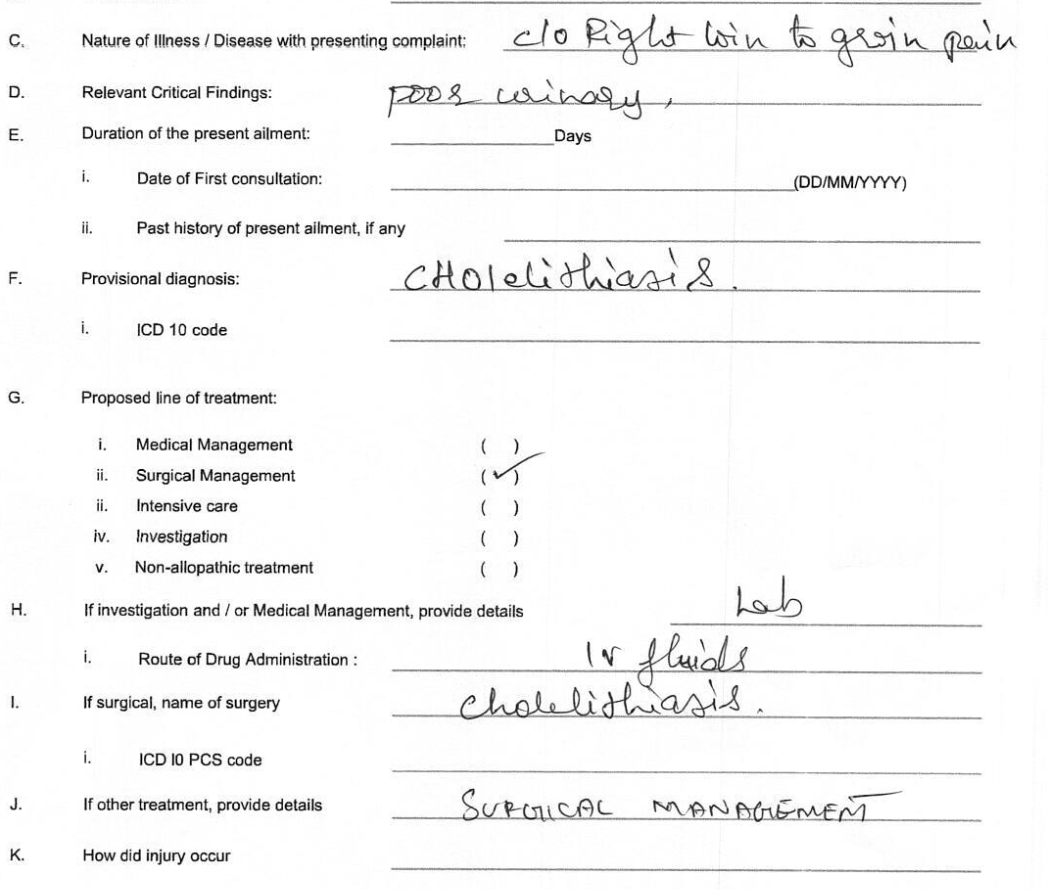 C. Nature of Illness / Disease with presenting complaint: c/o Right loin to groin pain
D. Relevant Critical Findings: poor urinary,
E. Duration of the present ailment: Days
i. Date of First consultation: (DD/MM/YYYY)
ii. Past history of present ailment, if any
F. Provisional diagnosis: CHOlelithiasis.
i. ICD 10 code
G. Proposed line of treatment:
i. Medical Management ( )
ii. Surgical Management (✓)
ii. Intensive care ( )
iv. Investigation ( )
v. Non-allopathic treatment ( )
H. If investigation and / or Medical Management, provide details Lab
i. Route of Drug Administration : IV fluids
I. If surgical, name of surgery Cholelithiasis.
i. ICD I0 PCS code
J. If other treatment, provide details SURGICAL MANAGEMENT
K. How did injury occur